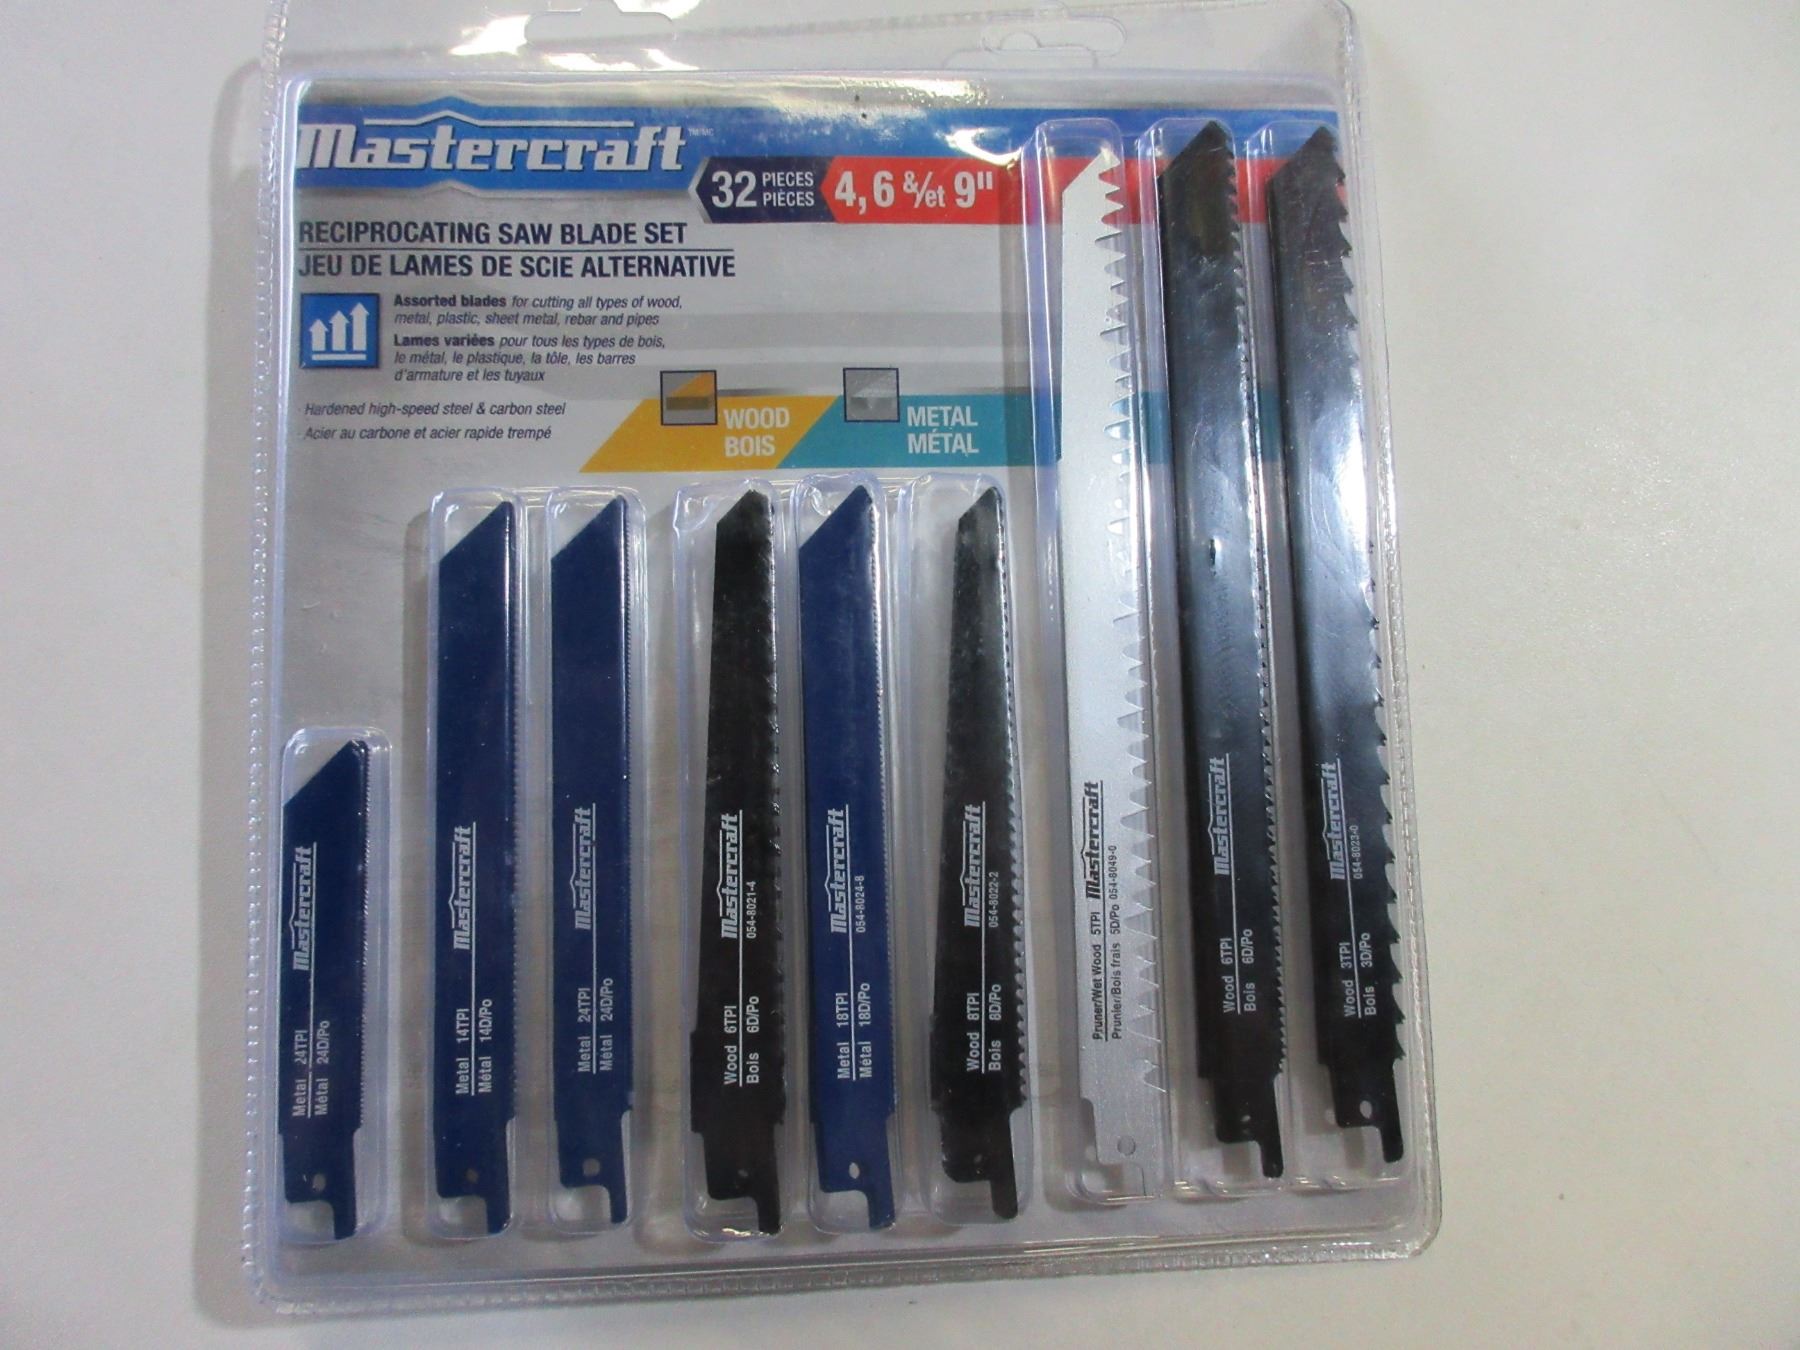 Mastercraft TM/MC
32 PIECES
PIÈCES
4, 6 &/et 9"
RECIPROCATING SAW BLADE SET
JEU DE LAMES DE SCIE ALTERNATIVE
Assorted blades for cutting all types of wood,
metal, plastic, sheet metal, rebar and pipes
Lames variées pour tous les types de bois,
le métal, le plastique, la tôle, les barres
d'armature et les tuyaux
· Hardened high-speed steel & carbon steel
· Acier au carbone et acier rapide trempé
WOOD
BOIS
METAL
MÉTAL
Metal 24TPI Mastercraft
Métal 24D/Po
Metal 14TPI Mastercraft
Métal 14D/Po
Metal 24TPI Mastercraft
Métal 24D/Po
Wood 6TPI Mastercraft
Bois 6D/Po 054-8021-4
Metal 18TPI Mastercraft
Métal 18D/Po 054-8024-8
Wood 8TPI Mastercraft
Bois 8D/Po 054-8022-2
Pruner/Wet Wood 5TPI Mastercraft
Prunier/Bois frais 5D/Po 054-8049-0
Wood 6TPI Mastercraft
Bois 6D/Po
Wood 3TPI Mastercraft
Bois 3D/Po 054-8023-0